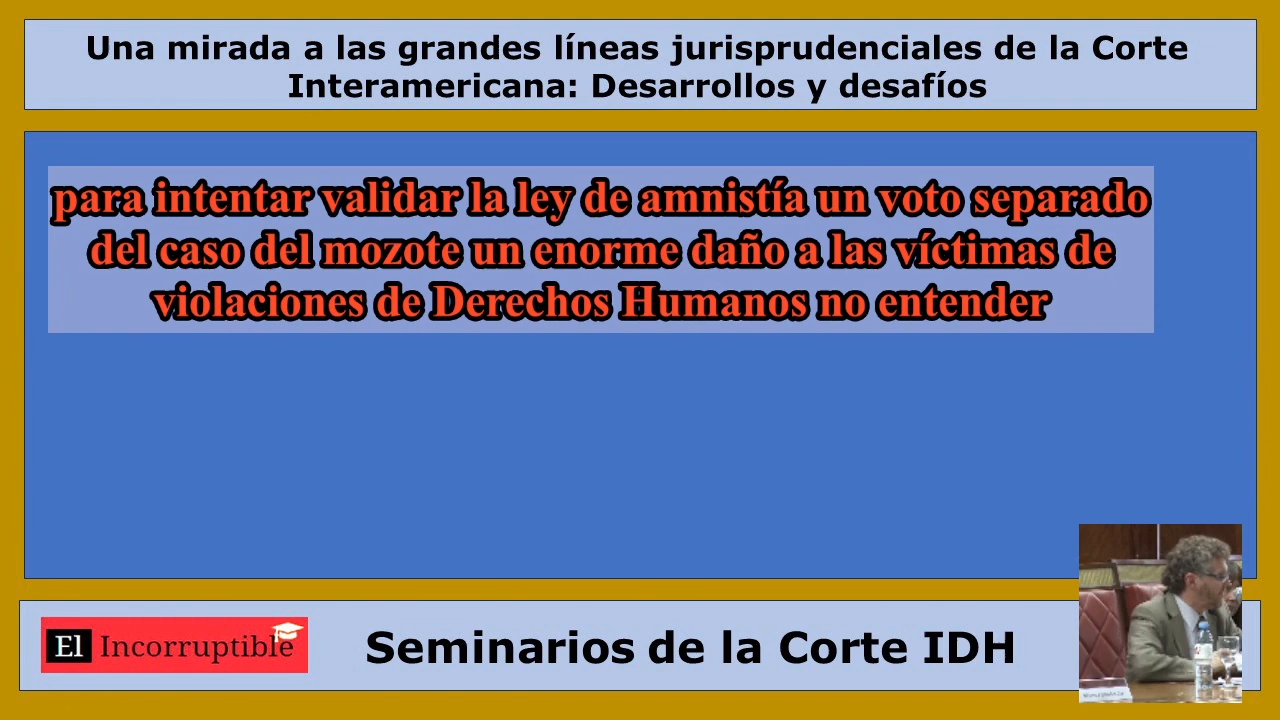 Una mirada a las grandes líneas jurisprudenciales de la Corte
Interamericana: Desarrollos y desafíos
para intentar validar la ley de amnistía un voto separado
del caso del mozote un enorme daño a las víctimas de
violaciones de Derechos Humanos no entender
El Incorruptible
Seminarios de la Corte IDH